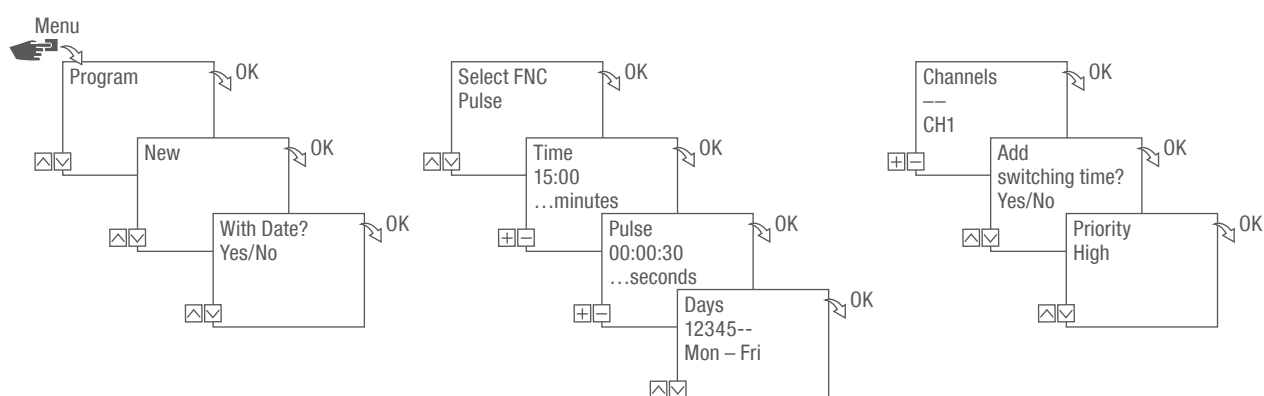 Menu
Program
OK
New
OK
With Date?
Yes/No
OK
Select FNC
Pulse
OK
Time
15:00
…minutes
OK
Pulse
00:00:30
…seconds
OK
Days
12345--
Mon – Fri
OK
Channels
––
CH1
OK
Add
switching time?
Yes/No
OK
Priority
High
OK